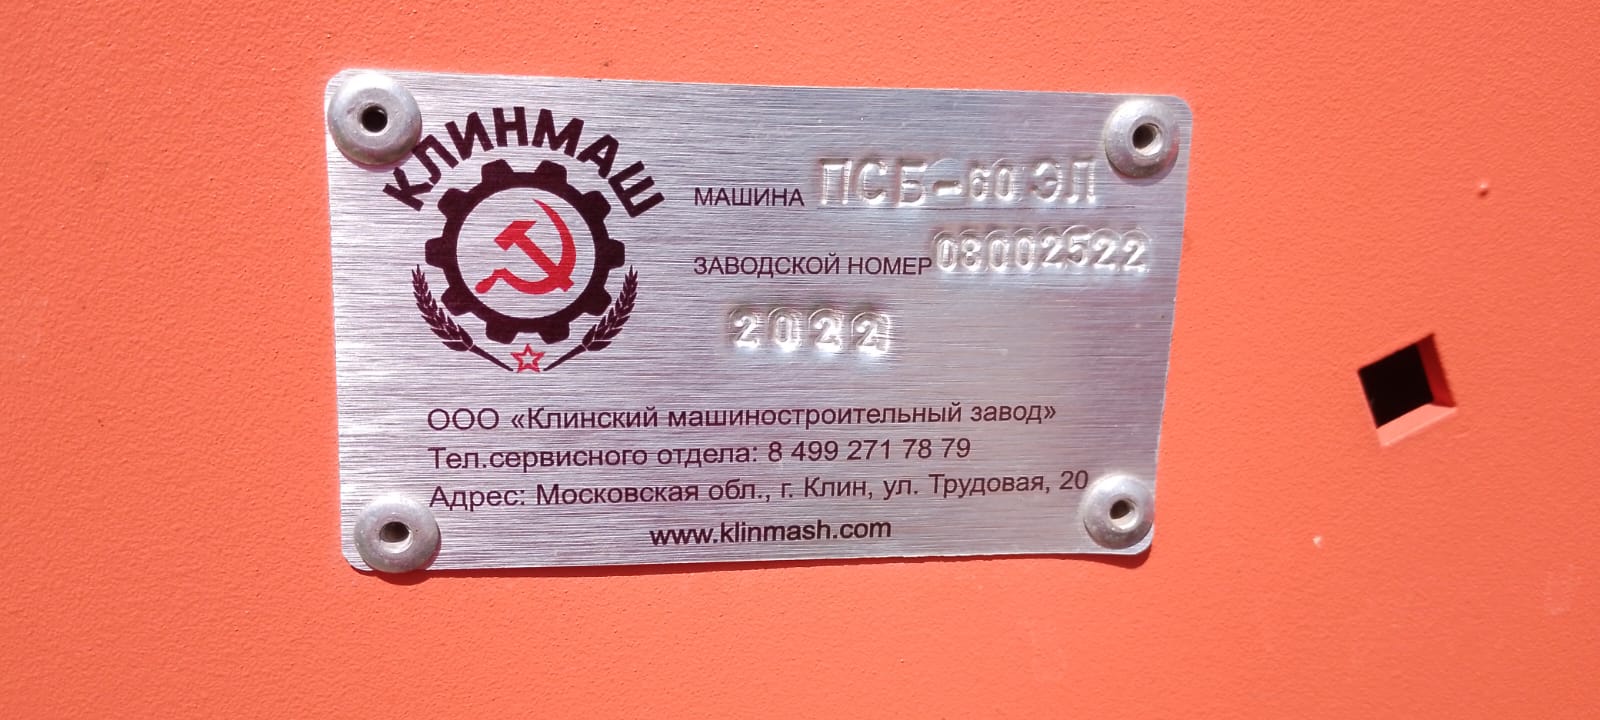 КЛИНМАШ
МАШИНА ПСБ-60 ЭЛ
ЗАВОДСКОЙ НОМЕР 08002522
2022
ООО «Клинский машиностроительный завод»
Тел.сервисного отдела: 8 499 271 78 79
Адрес: Московская обл., г. Клин, ул. Трудовая, 20
www.klinmash.com